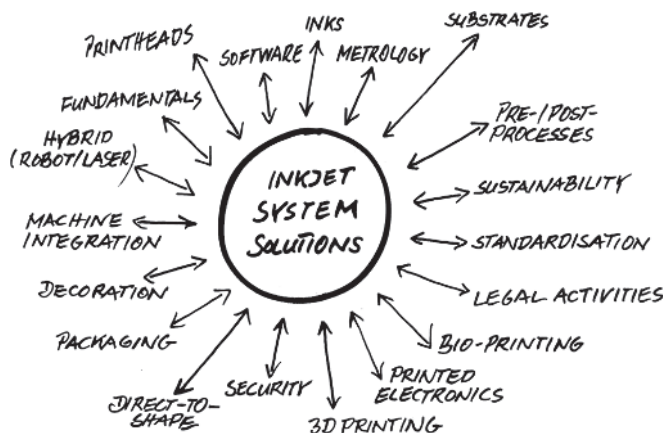 INKS
SUBSTRATES
PRINTHEADS
SOFTWARE
METROLOGY
FUNDAMENTALS
PRE-/POST-
PROCESSES
HYBRID
(ROBOT/LASER)
INKJET
SYSTEM
SOLUTIONS
SUSTAINABILITY
MACHINE
INTEGRATION
STANDARDISATION
DECORATION
LEGAL ACTIVITIES
PACKAGING
BIO-PRINTING
SECURITY
PRINTED
ELECTRONICS
DIRECT-TO-
SHAPE
3D PRINTING